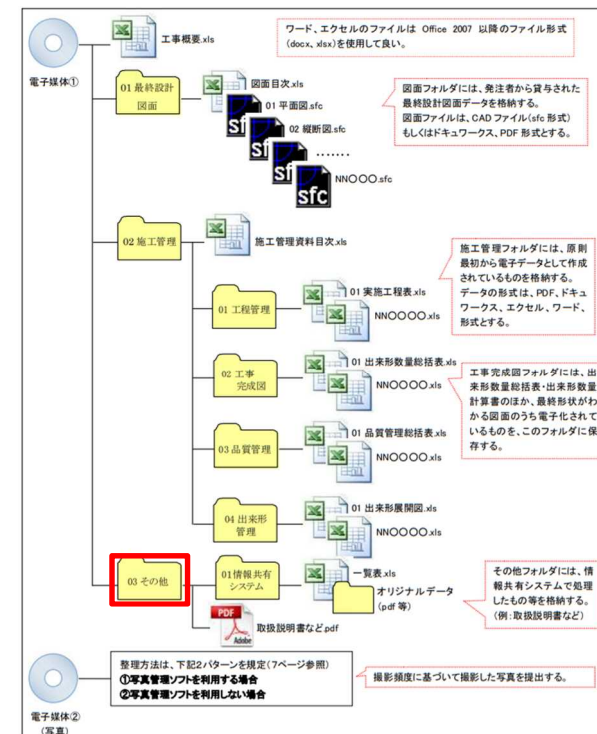 ワード、エクセルのファイルは Office 2007 以降のファイル形式
(docx、xlsx)を使用して良い。
工事概要.xls
電子媒体①
01 最終設計
図面
図面目次.xls
01 平面図.sfc
02 縦断図.sfc
.......
NN○○○.sfc
sfc
図面フォルダには、発注者から貸与された
最終設計図面データを格納する。
図面ファイルは、CAD ファイル(sfc 形式)
もしくはドキュワークス、PDF 形式とする。
02 施工管理
施工管理資料目次.xls
施工管理フォルダには、原則
最初から電子データとして作成
されているものを格納する。
データの形式は、PDF、ドキュ
ワークス、エクセル、ワード、
形式とする。
01 工程管理
01 実施工程表.xls
NN○○○○.xls
02 工事
完成図
01 出来形数量総括表.xls
NN○○○○.xls
工事完成図フォルダには、出
来形数量総括表・出来形数量
計算書のほか、最終形状がわ
かる図面のうち電子化されて
いるものを、このフォルダに保
存する。
03 品質管理
01 品質管理総括表.xls
NN○○○○.xls
04 出来形
管理
01 出来形展開図.xls
NN○○○○.xls
03 その他
01情報共有
システム
一覧表.xls
オリジナルデータ
(pdf 等)
その他フォルダには、情
報共有システムで処理
したもの等を格納する。
(例:取扱説明書など)
PDF
Adobe
取扱説明書など.pdf
電子媒体②
(写真)
整理方法は、下記2パターンを規定(7ページ参照)
①写真管理ソフトを利用する場合
②写真管理ソフトを利用しない場合
撮影頻度に基づいて撮影した写真を提出する。